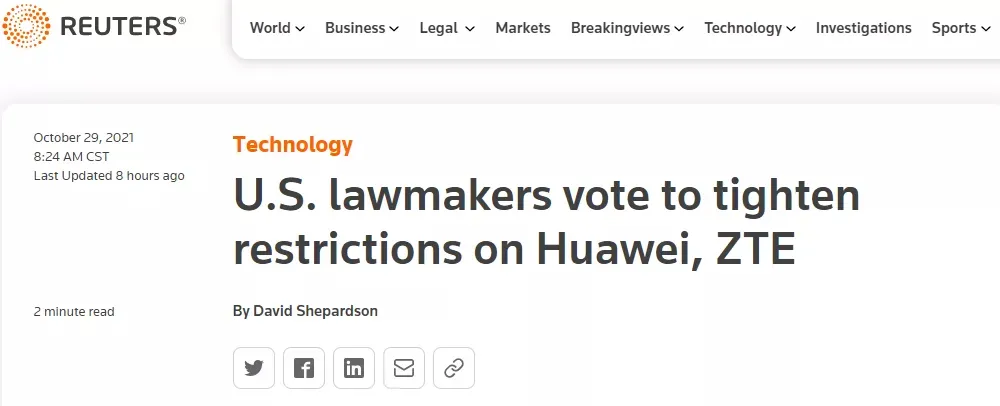 REUTERS®
World Business Legal Markets Breakingviews Technology Investigations Sports
October 29, 2021
8:24 AM CST
Last Updated 8 hours ago
Technology
U.S. lawmakers vote to tighten
restrictions on Huawei, ZTE
2 minute read
By David Shepardson